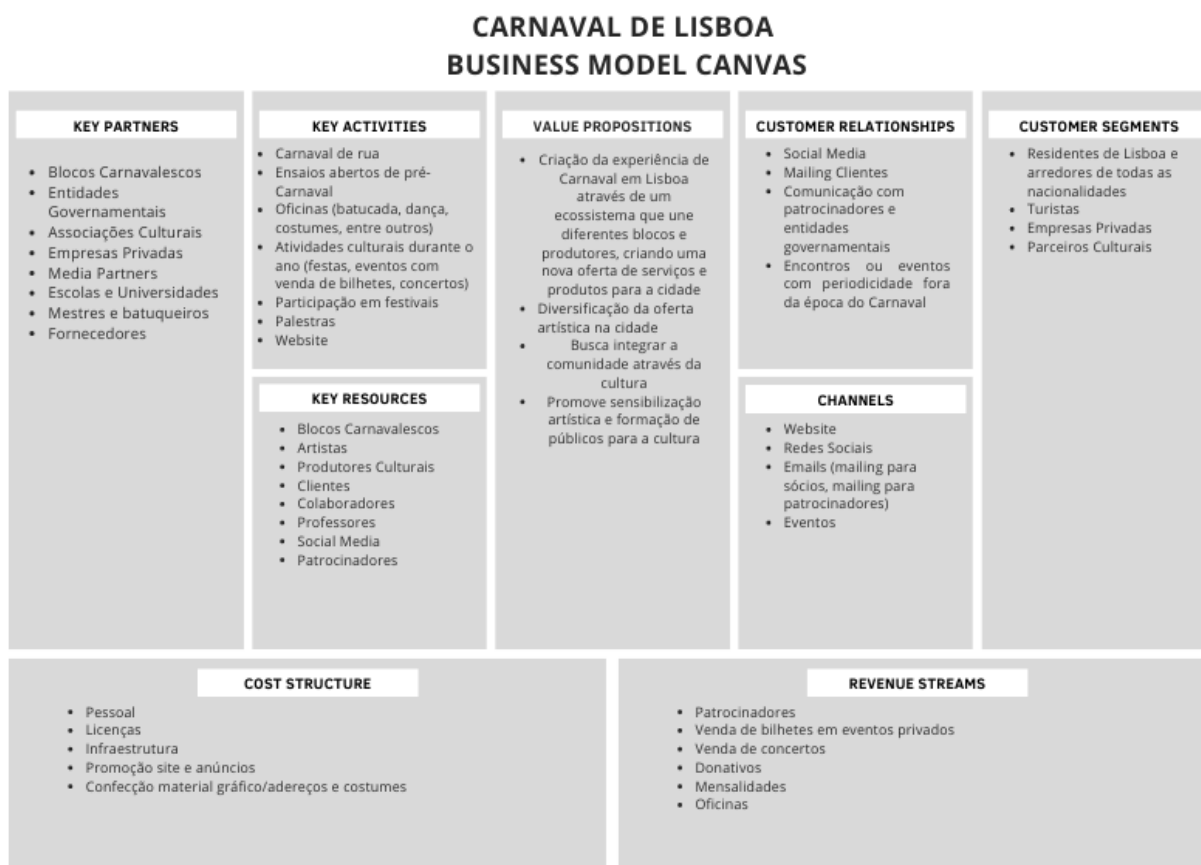 CARNAVAL DE LISBOA
BUSINESS MODEL CANVAS
KEY PARTNERS
• Blocos Carnavalescos
• Entidades
Governamentais
• Associações Culturais
• Empresas Privadas
• Media Partners
• Escolas e Universidades
• Mestres e batuqueiros
• Fornecedores
KEY ACTIVITIES
• Carnaval de rua
• Ensaios abertos de pré-
Carnaval
• Oficinas (batucada, dança,
costumes, entre outros)
• Atividades culturais durante o
ano (festas, eventos com
venda de bilhetes, concertos)
• Participação em festivais
• Palestras
• Website
KEY RESOURCES
• Blocos Carnavalescos
• Artistas
• Produtores Culturais
• Clientes
• Colaboradores
• Professores
• Social Media
• Patrocinadores
VALUE PROPOSITIONS
• Criação da experiência de
Carnaval em Lisboa
através de um
ecossistema que une
diferentes blocos e
produtores, criando uma
nova oferta de serviços e
produtos para a cidade
• Diversificação da oferta
artística na cidade
• Busca integrar a
comunidade através da
cultura
• Promove sensibilização
artística e formação de
públicos para a cultura
CUSTOMER RELATIONSHIPS
• Social Media
• Mailing Clientes
• Comunicação com
patrocinadores e
entidades
governamentais
• Encontros ou eventos
com periodicidade fora
da época do Carnaval
CHANNELS
• Website
• Redes Sociais
• Emails (mailing para
sócios, mailing para
patrocinadores)
• Eventos
CUSTOMER SEGMENTS
• Residentes de Lisboa e
arredores de todas as
nacionalidades
• Turistas
• Empresas Privadas
• Parceiros Culturais
COST STRUCTURE
• Pessoal
• Licenças
• Infraestrutura
• Promoção site e anúncios
• Confecção material gráfico/adereços e costumes
REVENUE STREAMS
• Patrocinadores
• Venda de bilhetes em eventos privados
• Venda de concertos
• Donativos
• Mensalidades
• Oficinas